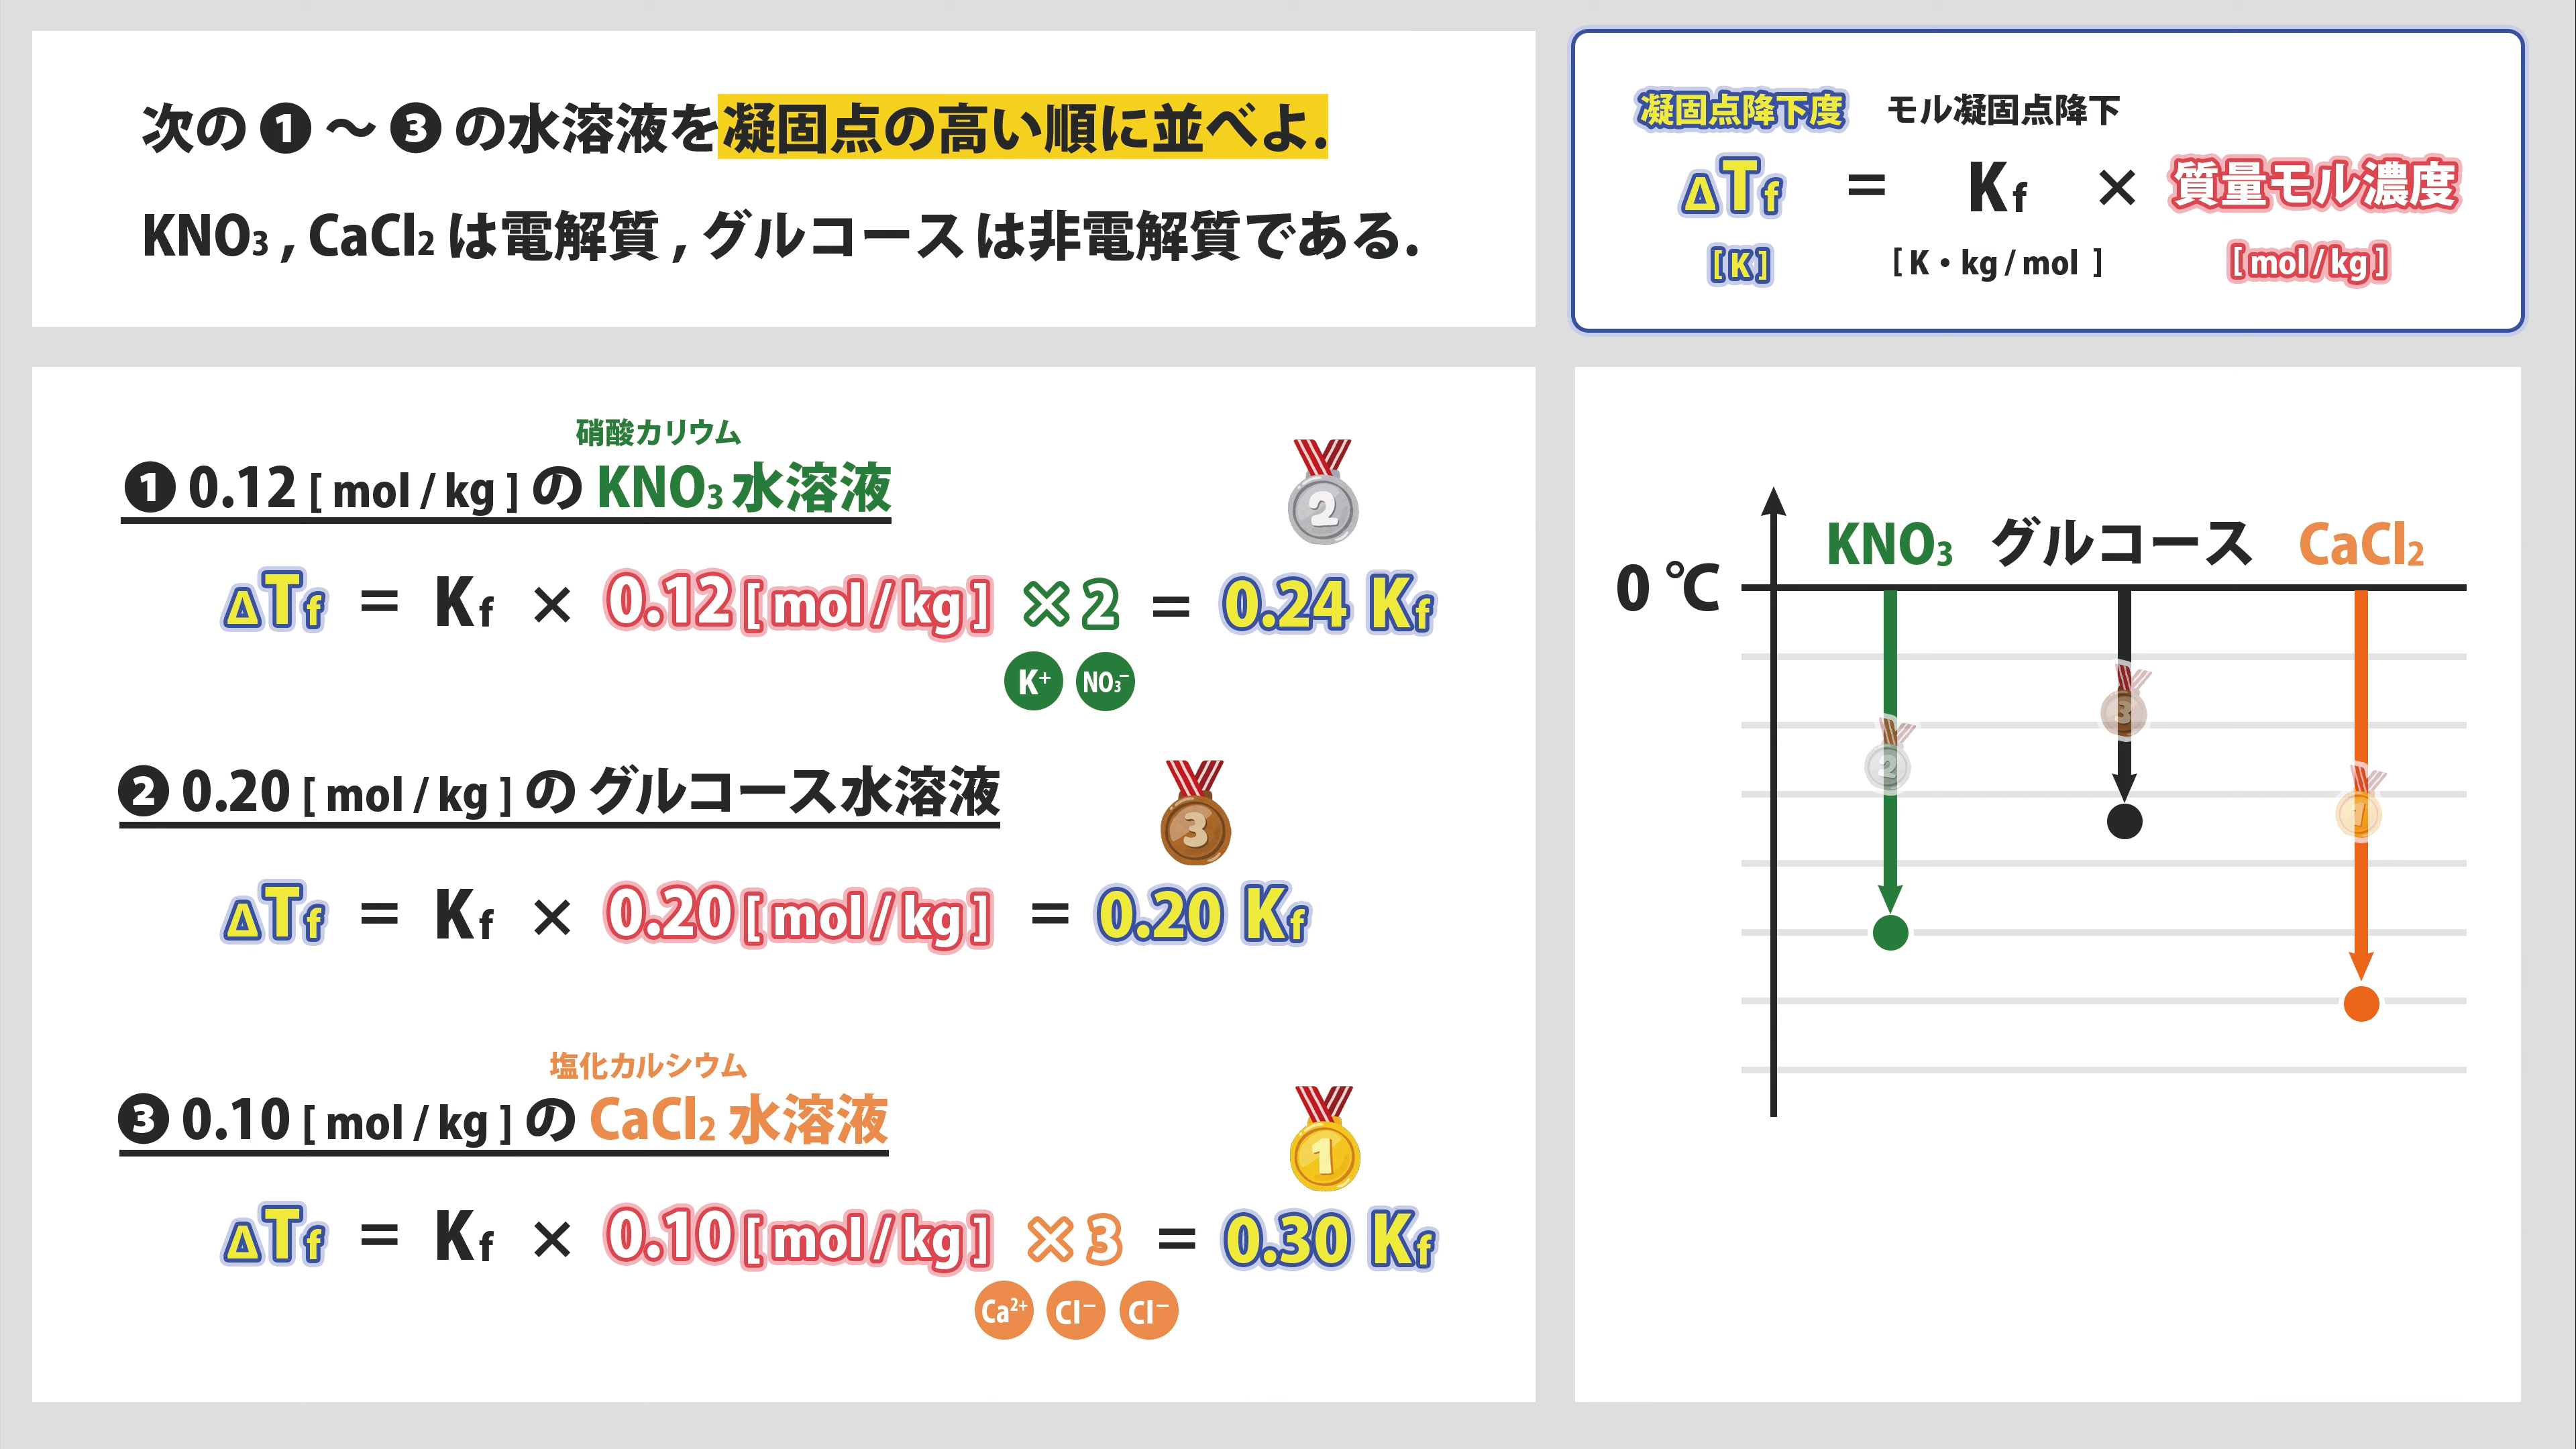 次の ❶ ～ ❸ の水溶液を凝固点の高い順に並べよ.
KNO₃ , CaCl₂ は電解質 , グルコースは非電解質である.
凝固点降下度 モル凝固点降下
ΔTf = Kf × 質量モル濃度
[ K ] [ K・kg / mol ] [ mol / kg ]
硝酸カリウム
❶ 0.12 [ mol / kg ] の KNO₃ 水溶液
2
ΔTf = Kf × 0.12 [ mol / kg ] × 2 = 0.24 Kf
K⁺ NO₃⁻
❷ 0.20 [ mol / kg ] の グルコース水溶液
3
ΔTf = Kf × 0.20 [ mol / kg ] = 0.20 Kf
塩化カルシウム
❸ 0.10 [ mol / kg ] の CaCl₂ 水溶液
1
ΔTf = Kf × 0.10 [ mol / kg ] × 3 = 0.30 Kf
Ca²⁺ Cl⁻ Cl⁻
KNO₃ グルコース CaCl₂
0 ℃
3
2
1